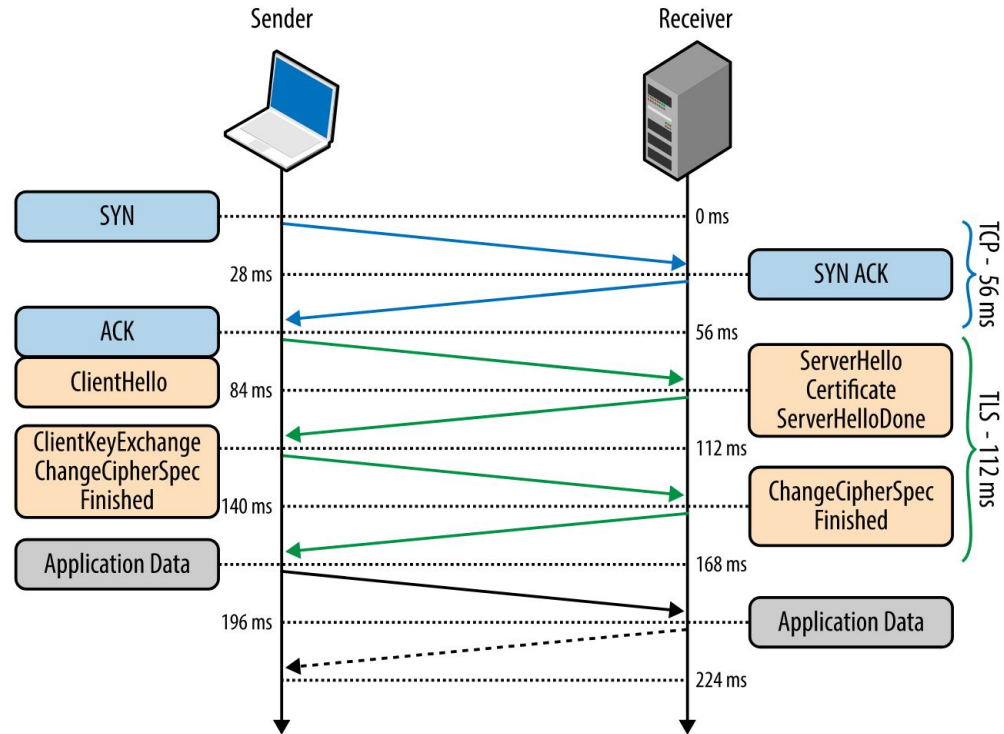 Sender
Receiver
SYN
0 ms
28 ms
SYN ACK
TCP - 56 ms
ACK
56 ms
ClientHello
84 ms
ServerHello
Certificate
ServerHelloDone
TLS - 112 ms
ClientKeyExchange
ChangeCipherSpec
Finished
112 ms
140 ms
ChangeCipherSpec
Finished
Application Data
168 ms
196 ms
Application Data
224 ms